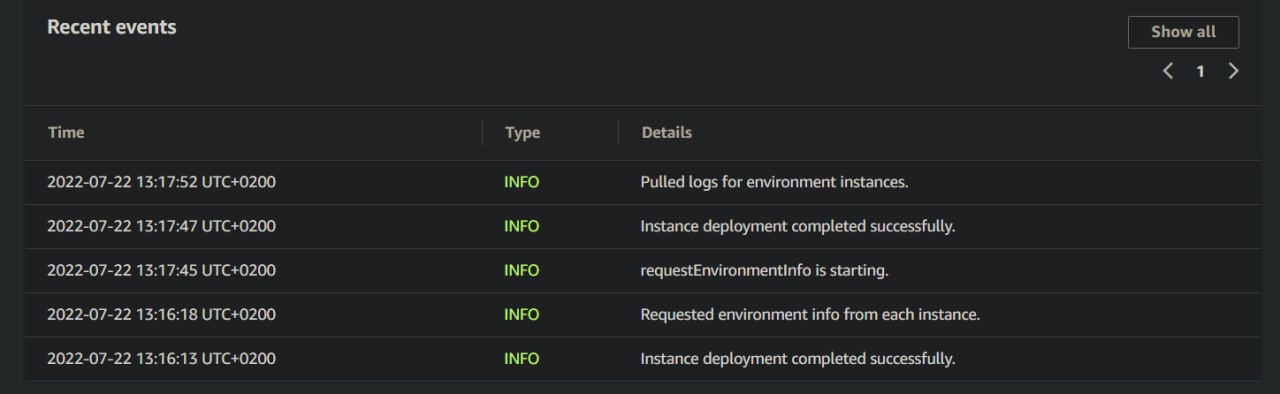 Recent events
Show all
1
Time Type Details
2022-07-22 13:17:52 UTC+0200 INFO Pulled logs for environment instances.
2022-07-22 13:17:47 UTC+0200 INFO Instance deployment completed successfully.
2022-07-22 13:17:45 UTC+0200 INFO requestEnvironmentInfo is starting.
2022-07-22 13:16:18 UTC+0200 INFO Requested environment info from each instance.
2022-07-22 13:16:13 UTC+0200 INFO Instance deployment completed successfully.